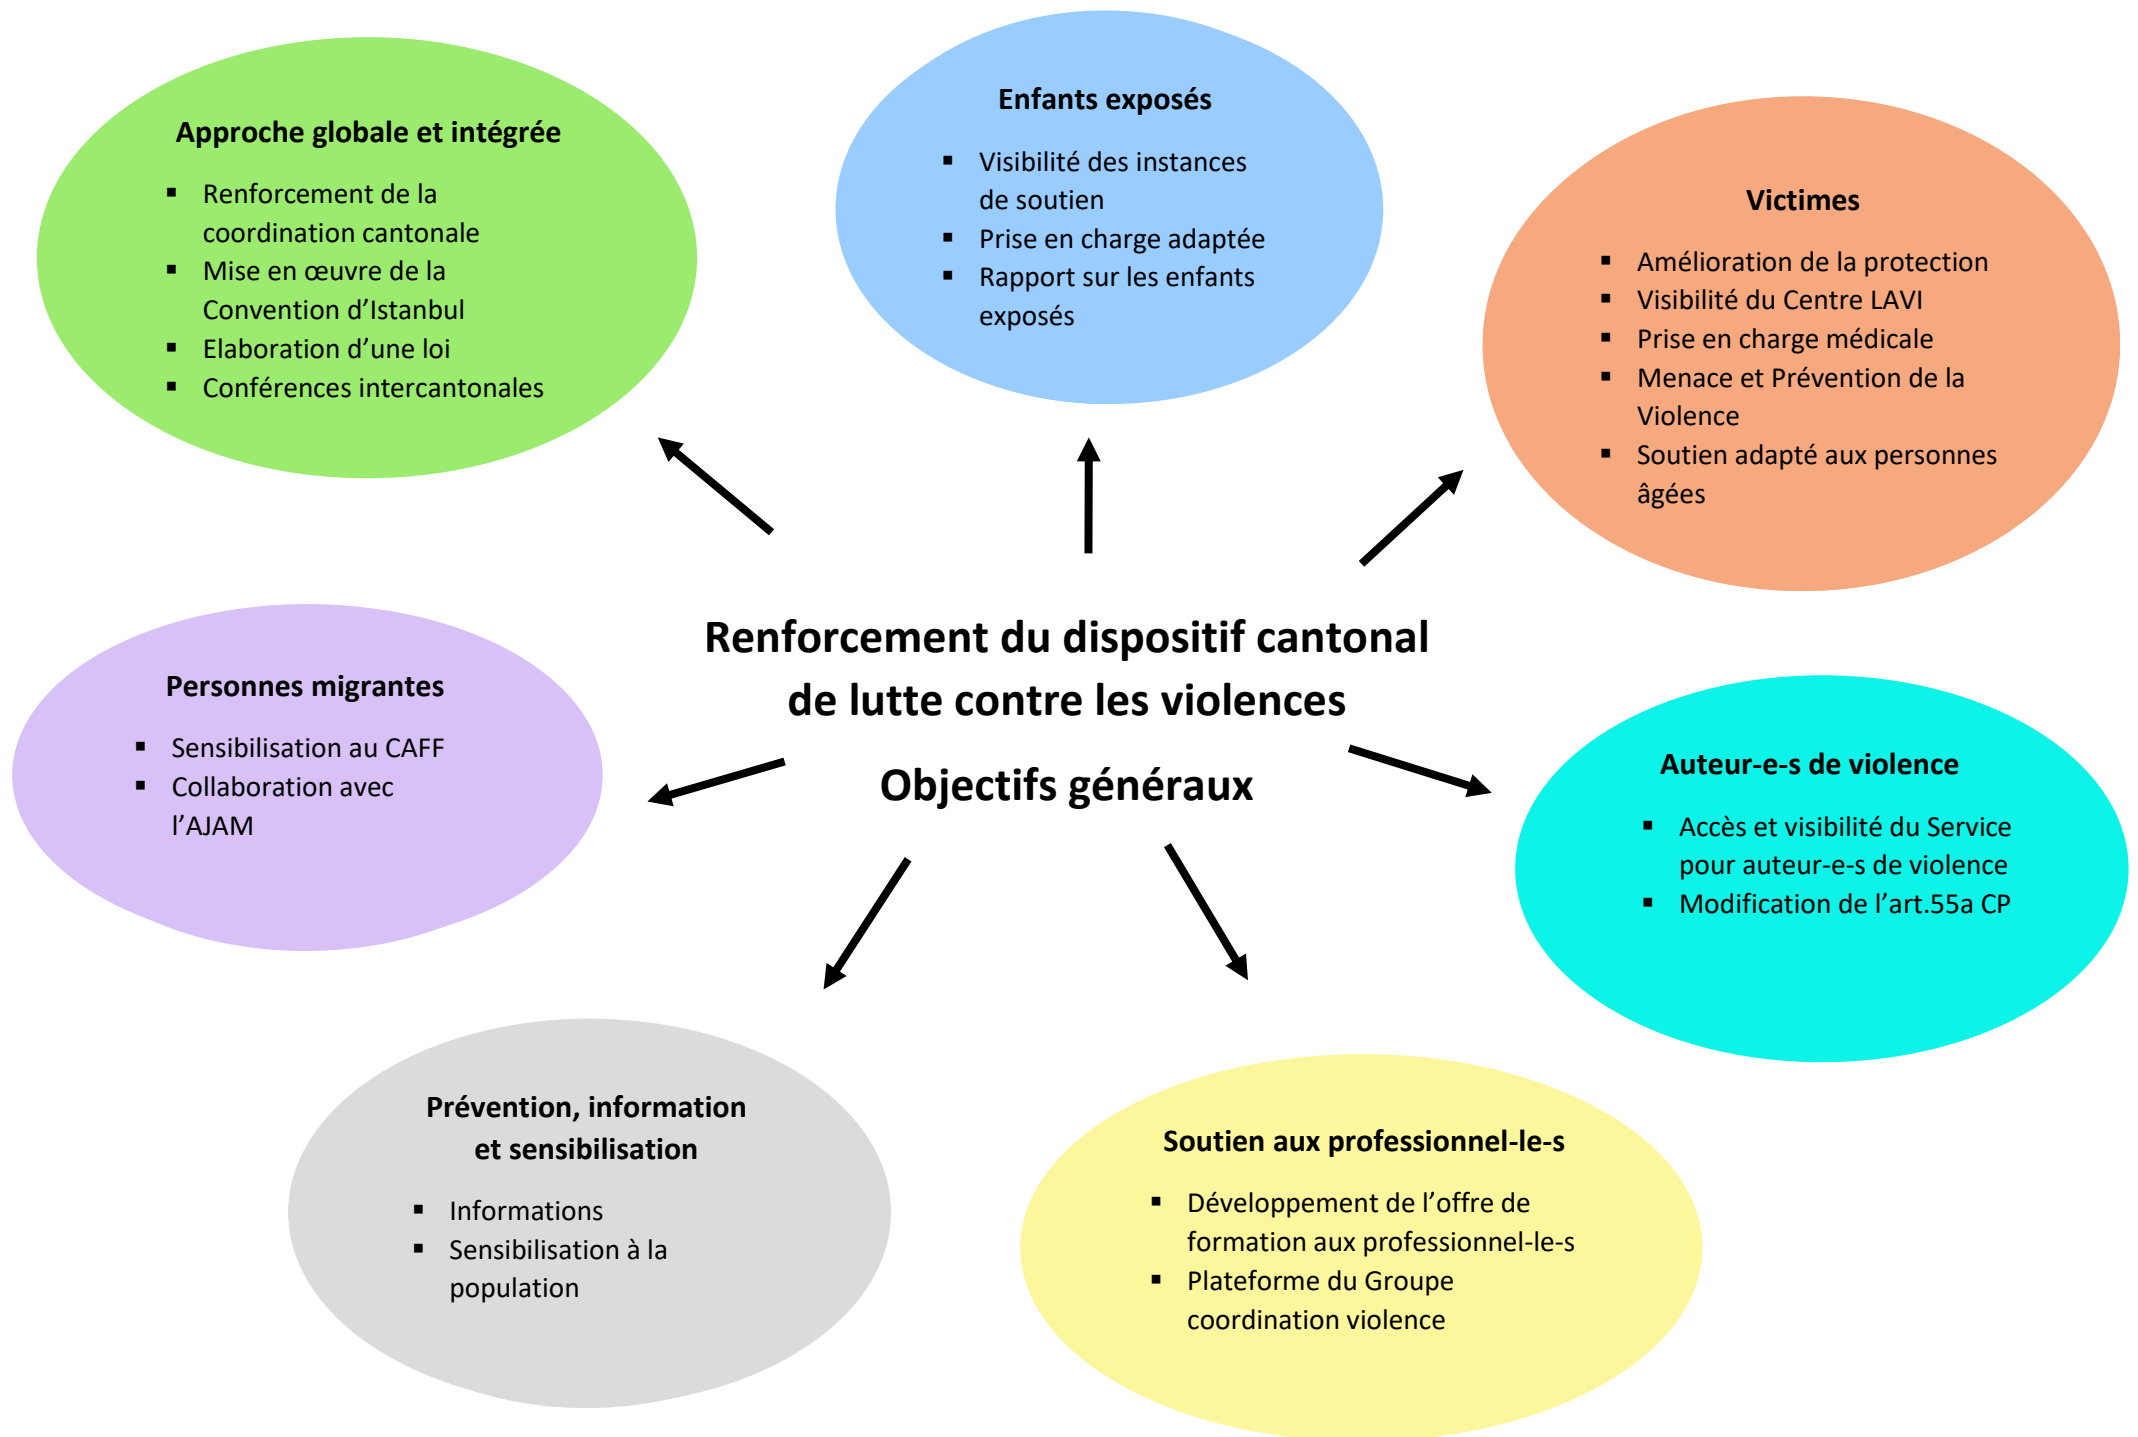 Approche globale et intégrée
▪ Renforcement de la
coordination cantonale
▪ Mise en œuvre de la
Convention d’Istanbul
▪ Elaboration d’une loi
▪ Conférences intercantonales
Enfants exposés
▪ Visibilité des instances
de soutien
▪ Prise en charge adaptée
▪ Rapport sur les enfants
exposés
Victimes
▪ Amélioration de la protection
▪ Visibilité du Centre LAVI
▪ Prise en charge médicale
▪ Menace et Prévention de la
Violence
▪ Soutien adapté aux personnes
âgées
Renforcement du dispositif cantonal
de lutte contre les violences
Objectifs généraux
Personnes migrantes
▪ Sensibilisation au CAFF
▪ Collaboration avec
l’AJAM
Auteur-e-s de violence
▪ Accès et visibilité du Service
pour auteur-e-s de violence
▪ Modification de l’art.55a CP
Prévention, information
et sensibilisation
▪ Informations
▪ Sensibilisation à la
population
Soutien aux professionnel-le-s
▪ Développement de l’offre de
formation aux professionnel-le-s
▪ Plateforme du Groupe
coordination violence